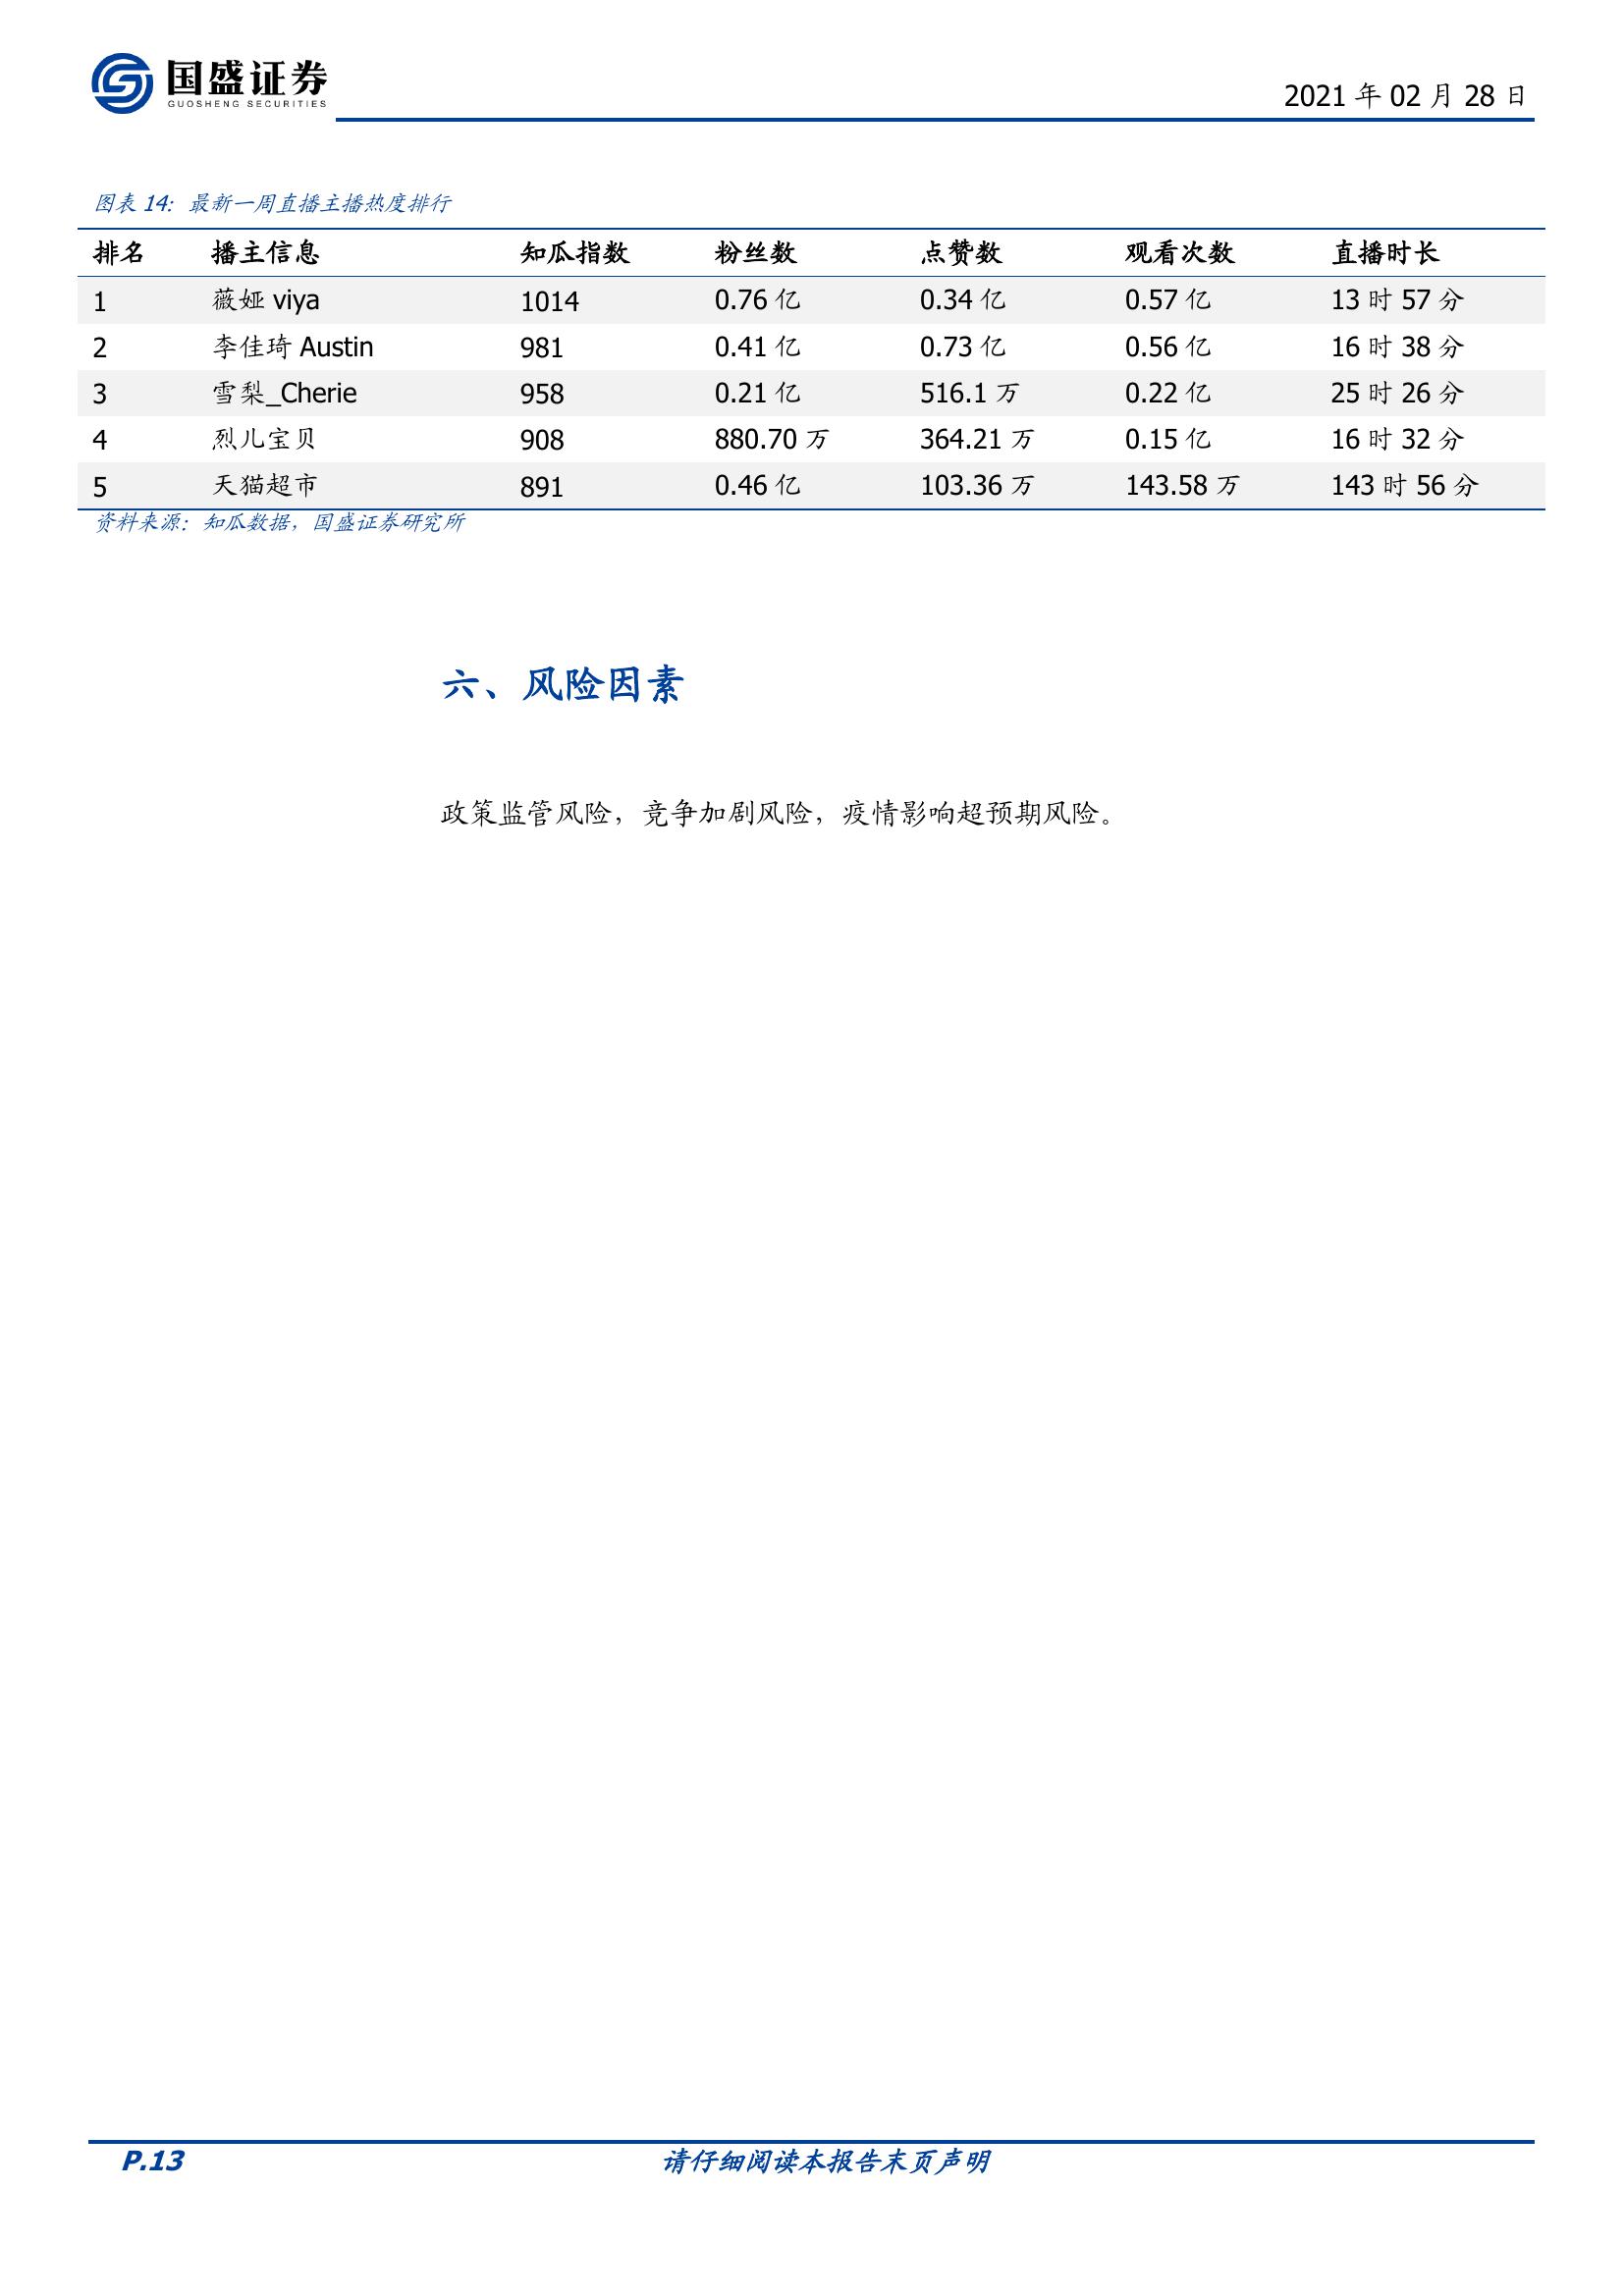 国盛证券
GUOSHENG SECURITIES
2021 年 02 月 28 日
图表 14：最新一周直播主播热度排行
排名 播主信息 知瓜指数 粉丝数 点赞数 观看次数 直播时长
1 薇娅 viya 1014 0.76 亿 0.34 亿 0.57 亿 13 时 57 分
2 李佳琦 Austin 981 0.41 亿 0.73 亿 0.56 亿 16 时 38 分
3 雪梨_Cherie 958 0.21 亿 516.1 万 0.22 亿 25 时 26 分
4 烈儿宝贝 908 880.70 万 364.21 万 0.15 亿 16 时 32 分
5 天猫超市 891 0.46 亿 103.36 万 143.58 万 143 时 56 分
资料来源：知瓜数据，国盛证券研究所
六、风险因素
政策监管风险，竞争加剧风险，疫情影响超预期风险。
P.13 请仔细阅读本报告末页声明